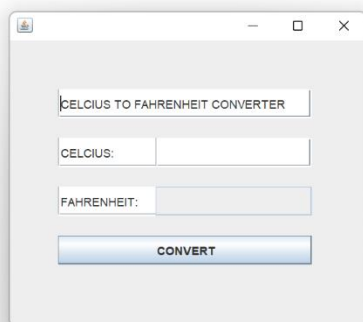 CELCIUS TO FAHRENHEIT CONVERTER
CELCIUS:
FAHRENHEIT:
CONVERT